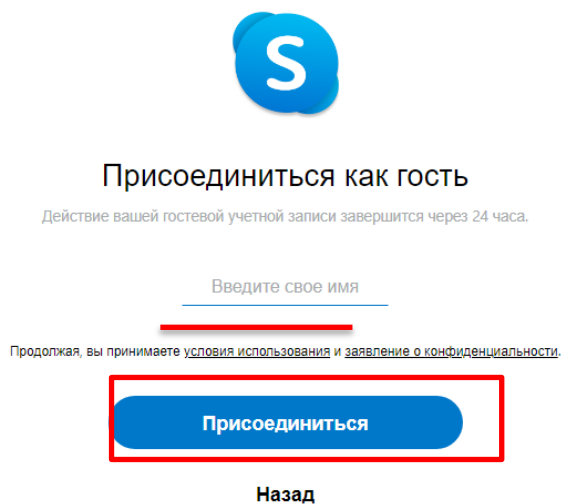 S
Присоединиться как гость
Действие вашей гостевой учетной записи завершится через 24 часа.
Введите свое имя
Продолжая, вы принимаете условия использования и заявление о конфиденциальности.
Присоединиться
Назад